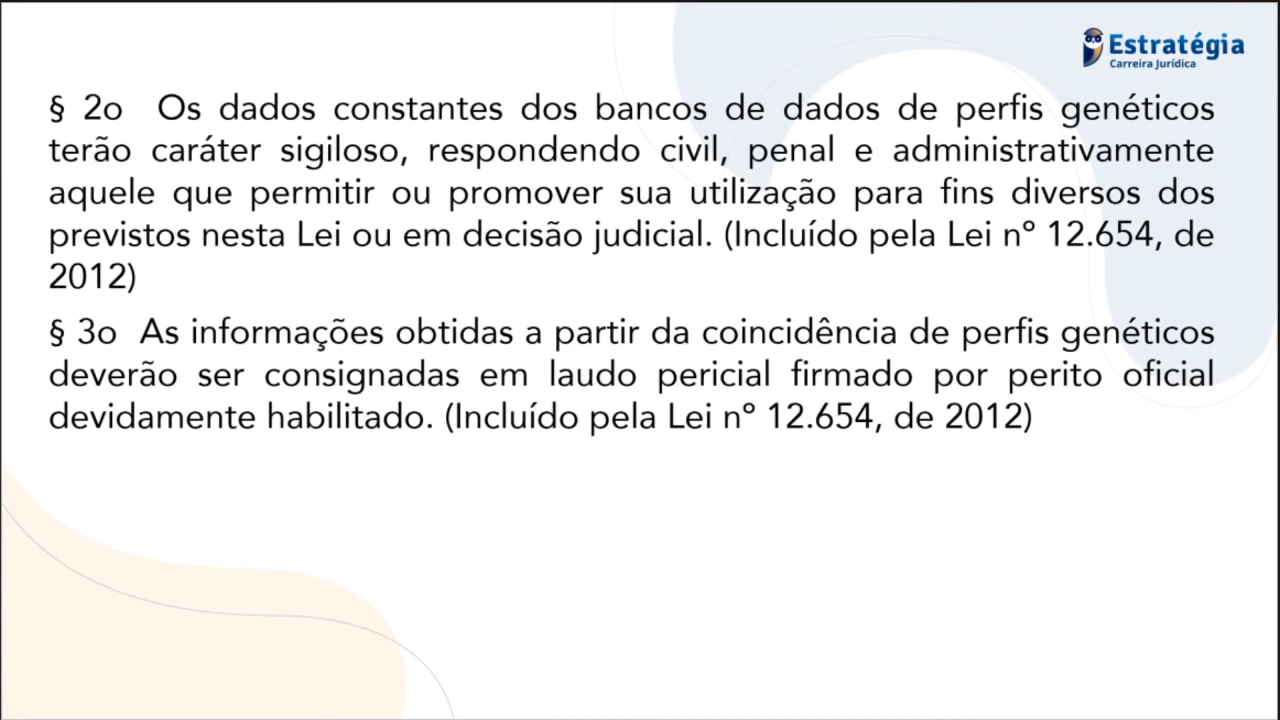 Estratégia
Carreira Jurídica
§ 2o Os dados constantes dos bancos de dados de perfis genéticos
terão caráter sigiloso, respondendo civil, penal e administrativamente
aquele que permitir ou promover sua utilização para fins diversos dos
previstos nesta Lei ou em decisão judicial. (Incluído pela Lei nº 12.654, de
2012)
§ 3o As informações obtidas a partir da coincidência de perfis genéticos
deverão ser consignadas em laudo pericial firmado por perito oficial
devidamente habilitado. (Incluído pela Lei nº 12.654, de 2012)